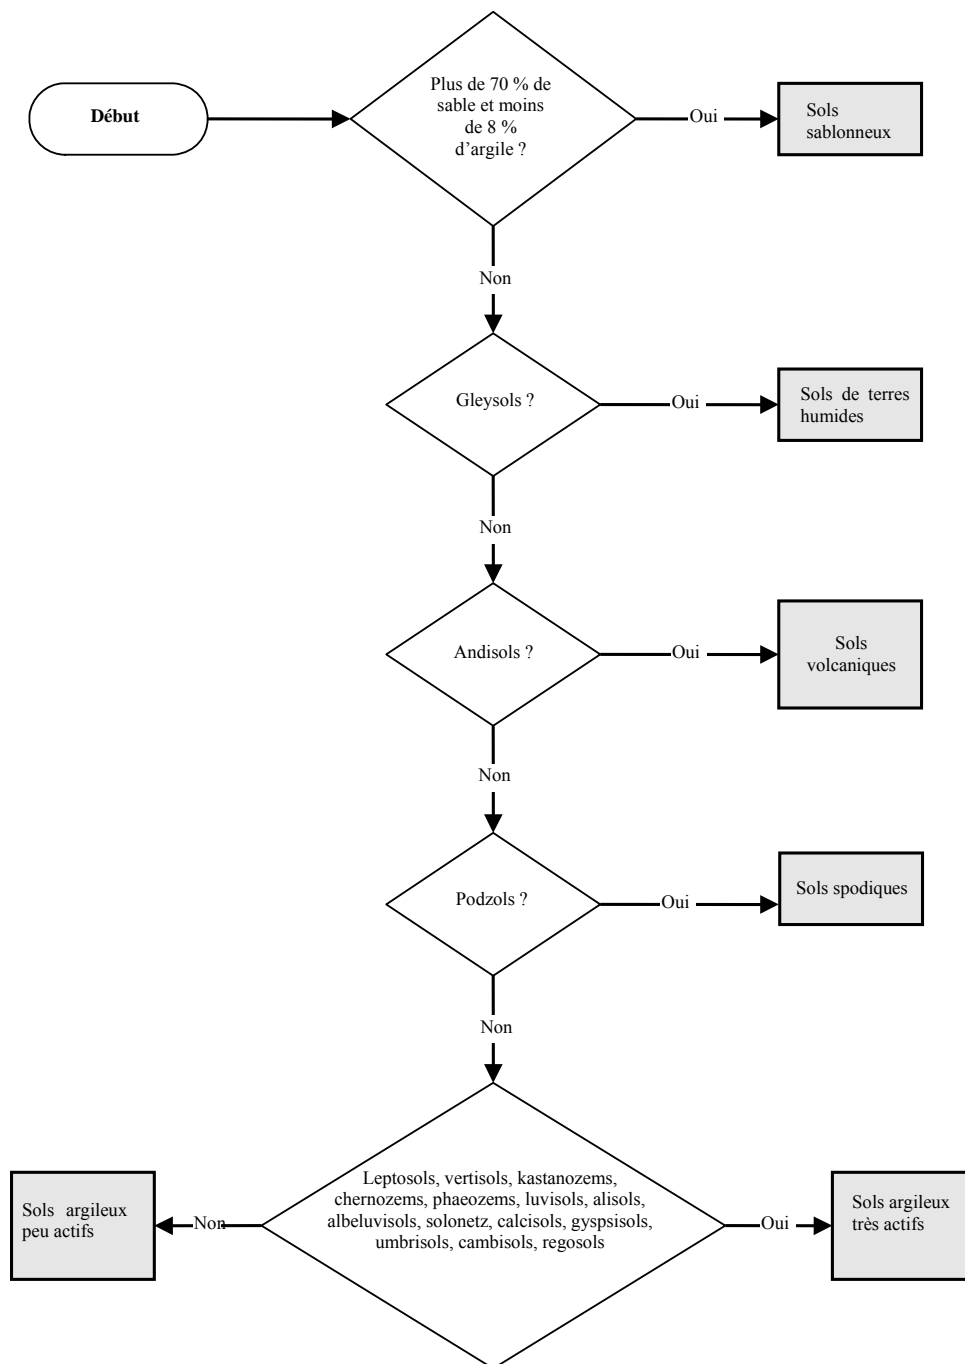 Début
Plus de 70 % de
sable et moins
de 8 %
d’argile ?
Oui
Sols
sablonneux
Non
Gleysols ?
Oui
Sols de terres
humides
Non
Andisols ?
Oui
Sols
volcaniques
Non
Podzols ?
Oui
Sols spodiques
Non
Leptosols, vertisols, kastanozems,
chernozems, phaeozems, luvisols, alisols,
albeluvisols, solonetz, calcisols, gyspsisols,
umbrisols, cambisols, regosols
Non
Sols argileux
peu actifs
Oui
Sols argileux
très actifs